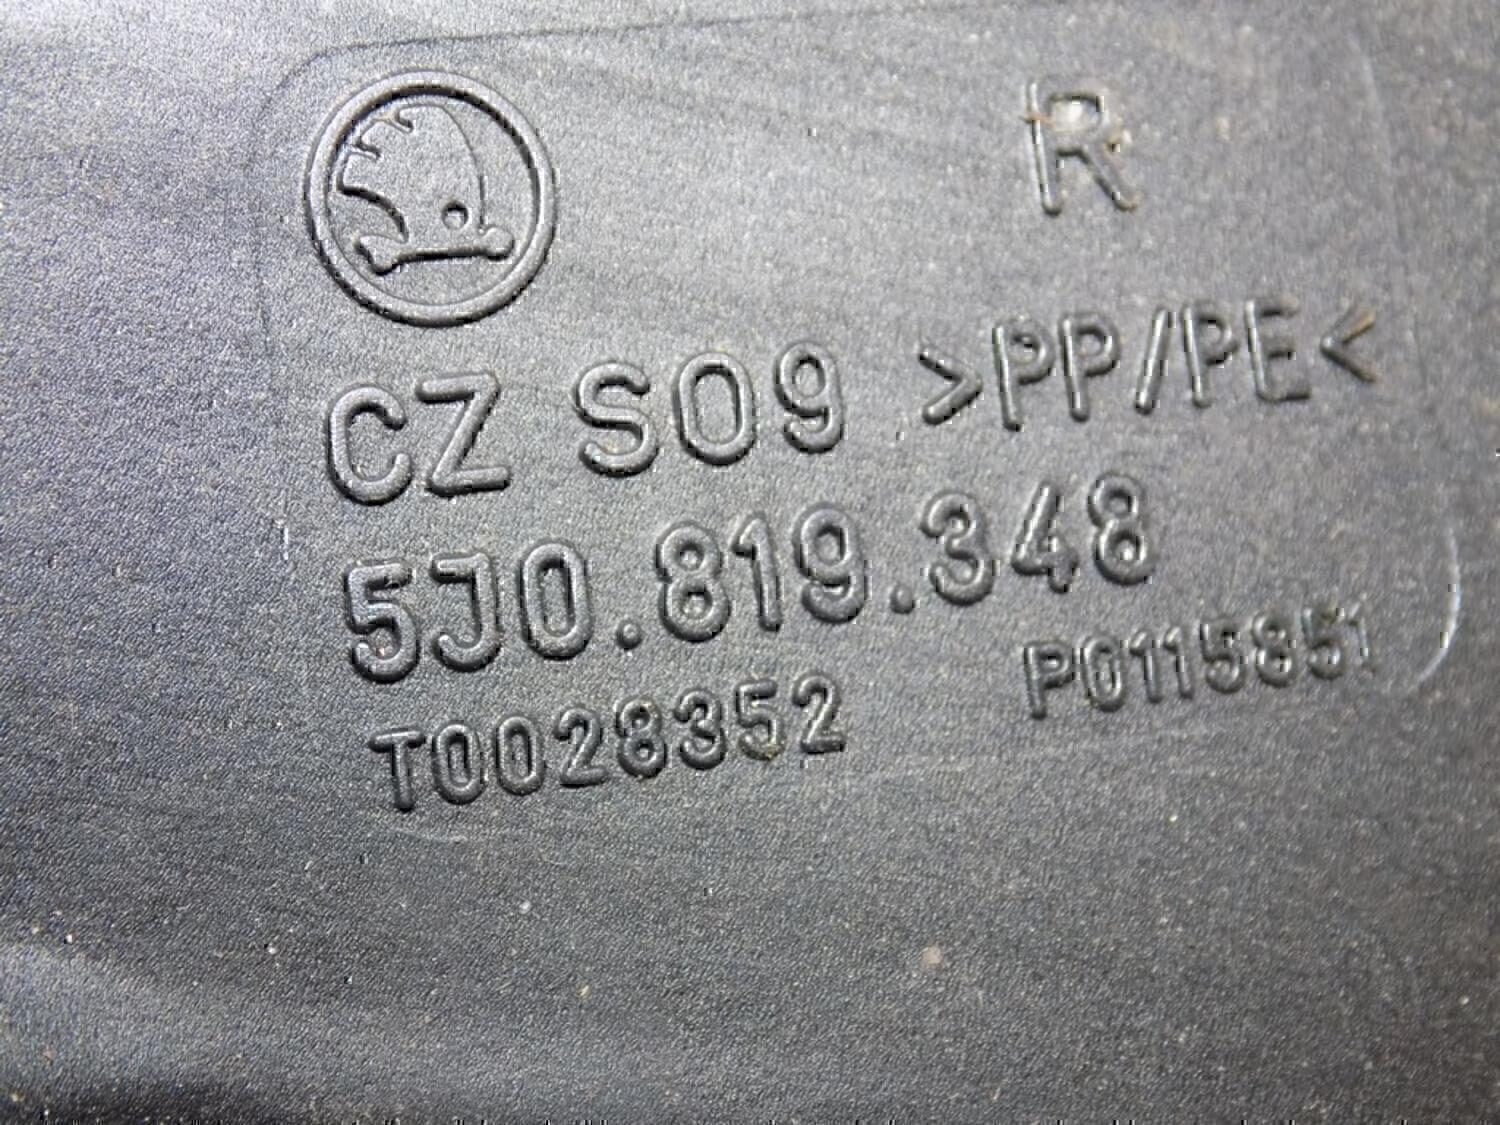 R
CZ S09 >PP/PE<
5J0.819.348
T0028352 P0115851